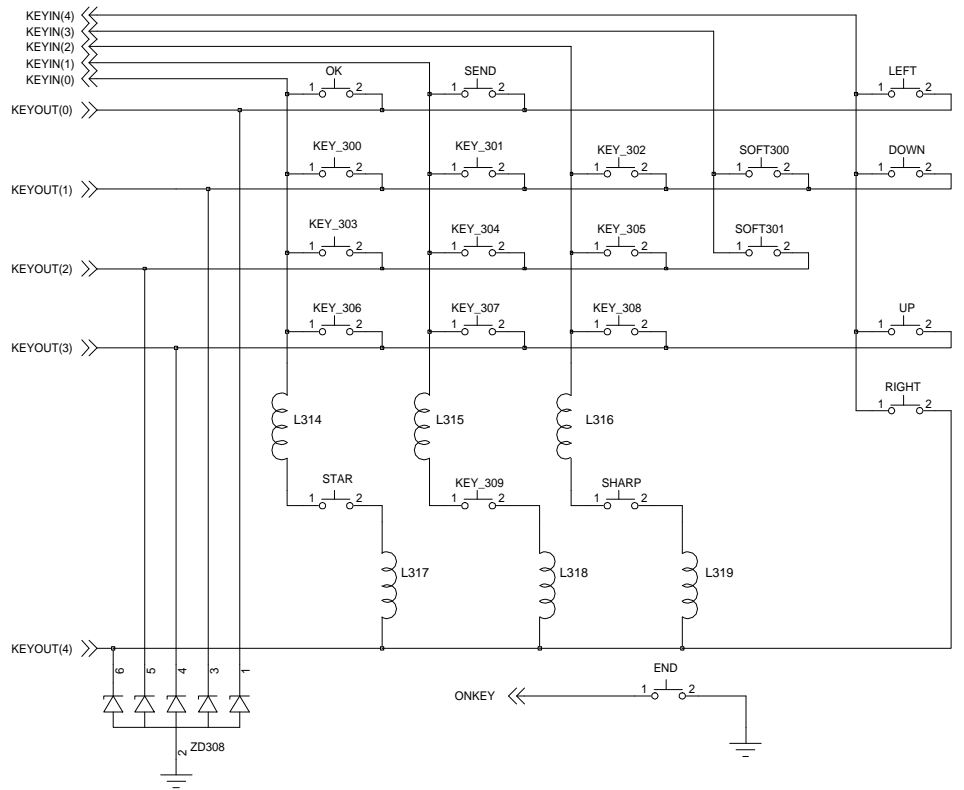 KEYIN(4)
KEYIN(3)
KEYIN(2)
KEYIN(1)
KEYIN(0)
OK
SEND
LEFT
1 2
1 2
1 2
KEYOUT(0)
KEY_300
KEY_301
KEY_302
SOFT300
DOWN
1 2
1 2
1 2
1 2
1 2
KEYOUT(1)
KEY_303
KEY_304
KEY_305
SOFT301
1 2
1 2
1 2
1 2
KEYOUT(2)
KEY_306
KEY_307
KEY_308
UP
1 2
1 2
1 2
1 2
KEYOUT(3)
RIGHT
1 2
L314
L315
L316
STAR
KEY_309
SHARP
1 2
1 2
1 2
L317
L318
L319
KEYOUT(4)
6
5
4
3
1
END
1 2
ONKEY
2
ZD308